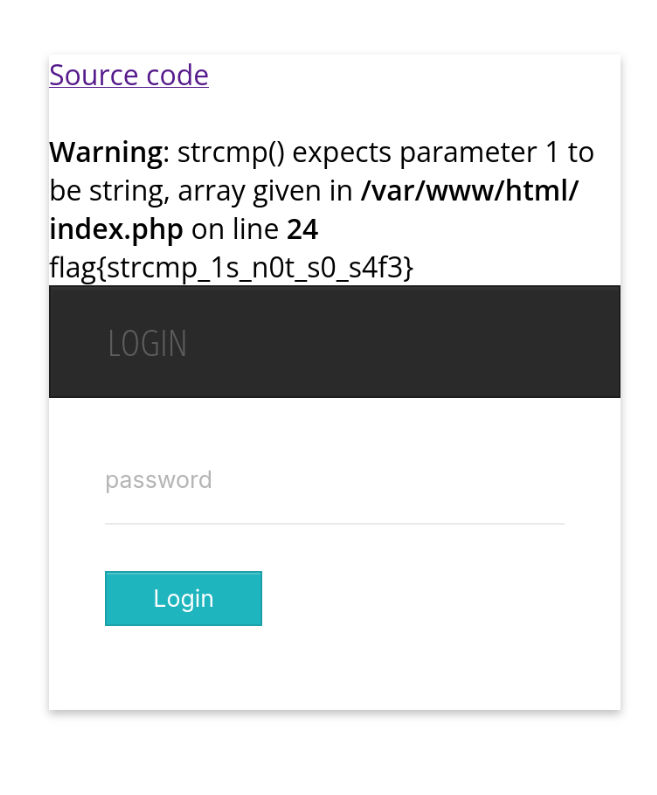 Source code
Warning: strcmp() expects parameter 1 to
be string, array given in /var/www/html/
index.php on line 24
flag{strcmp_1s_n0t_s0_s4f3}
LOGIN
password
Login